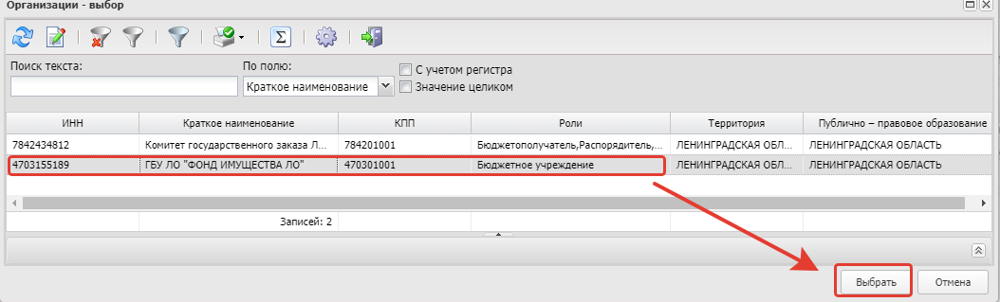 Организации - выбор
Поиск текста:
По полю:
С учетом регистра
Краткое наименование
Значение целиком
ИНН Краткое наименование КПП Роли Территория Публично – правовое образование
7842434812 Комитет государственного заказа Л... 784201001 Бюджетополучатель,Распорядитель,... ЛЕНИНГРАДСКАЯ ОБЛ... ЛЕНИНГРАДСКАЯ ОБЛАСТЬ
4703155189 ГБУ ЛО "ФОНД ИМУЩЕСТВА ЛО" 470301001 Бюджетное учреждение ЛЕНИНГРАДСКАЯ ОБЛ... ЛЕНИНГРАДСКАЯ ОБЛАСТЬ
Записей: 2
Выбрать Отмена